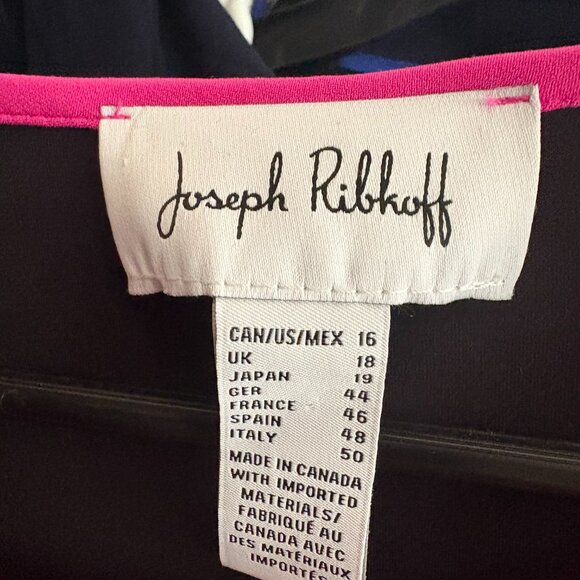 Joseph Ribkoff
CAN/US/MEX 16
UK 18
JAPAN 19
GER 44
FRANCE 46
SPAIN 48
ITALY 50
MADE IN CANADA
WITH IMPORTED
MATERIALS/
FABRIQUÉ AU
CANADA AVEC
DES MATÉRIAUX
IMPORTÉS